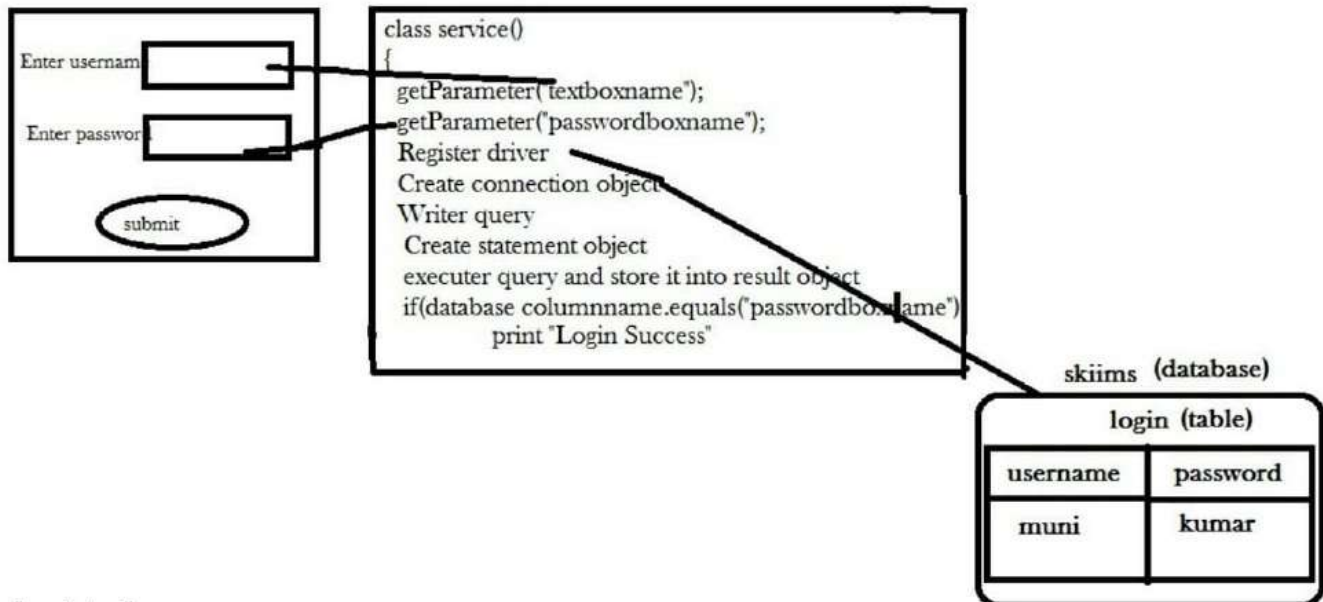 Enter usernam
Enter password
submit
class service()
{
getParameter("textboxname");
getParameter("passwordboxname");
Register driver
Create connection object
Writer query
Create statement object
executer query and store it into result object
if(database columnname.equals("passwordboxname")
print "Login Success"
skiims (database)
login (table)
username password
muni kumar